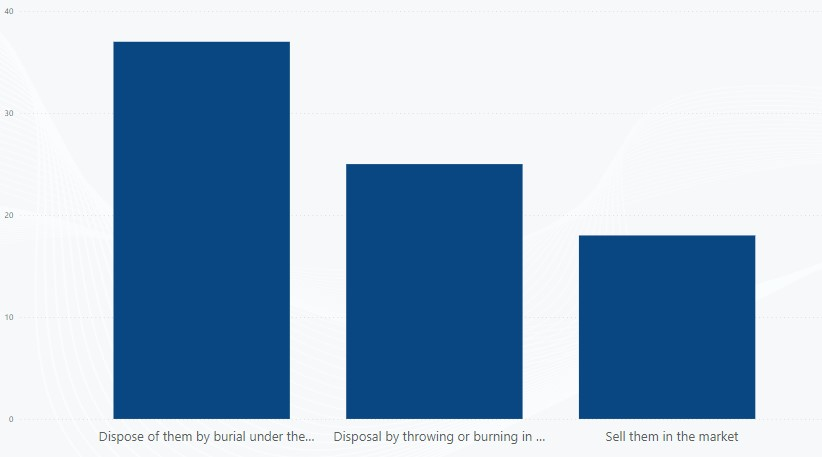 40
30
20
10
0
Dispose of them by burial under the...
Disposal by throwing or burning in ...
Sell them in the market